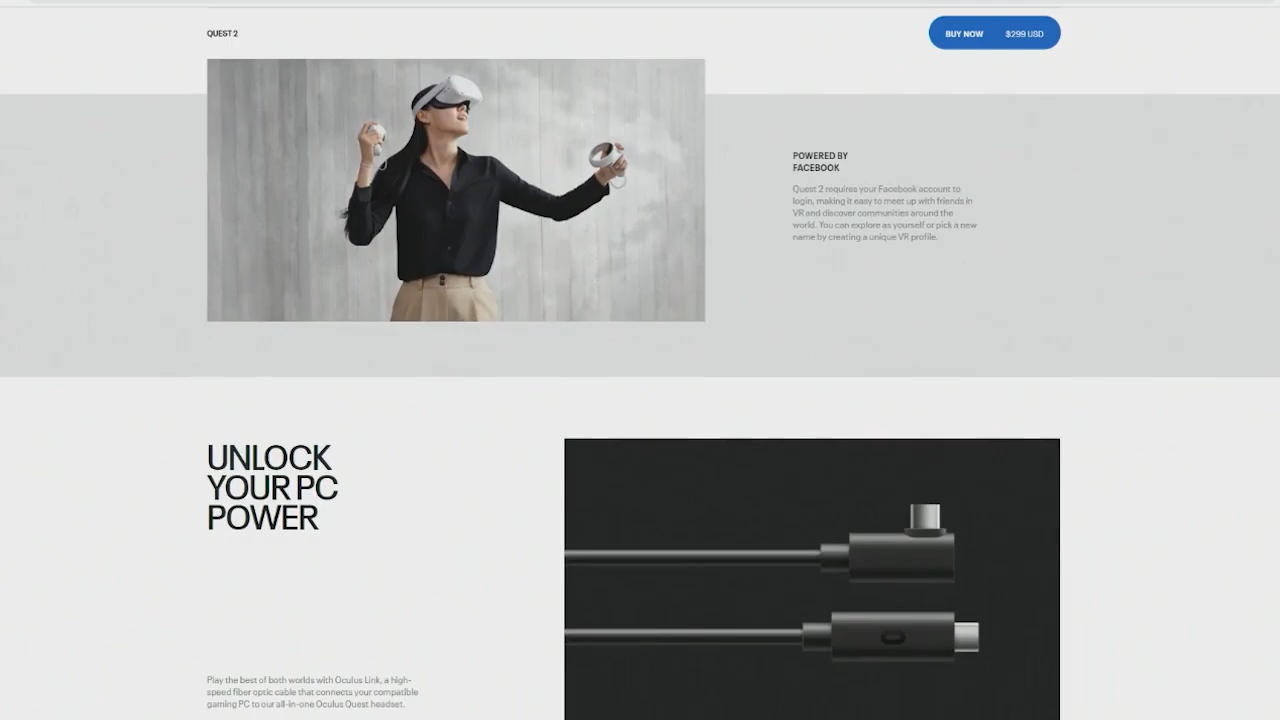 QUEST 2
BUY NOW $299 USD
POWERED BY
FACEBOOK
Quest 2 requires your Facebook account to
login, making it easy to meet up with friends in
VR and discover communities around the
world. You can explore as yourself or pick a new
name by creating a unique VR profile.
UNLOCK
YOUR PC
POWER
Play the best of both worlds with Oculus Link, a high-
speed fiber optic cable that connects your compatible
gaming PC to our all-in-one Oculus Quest headset.